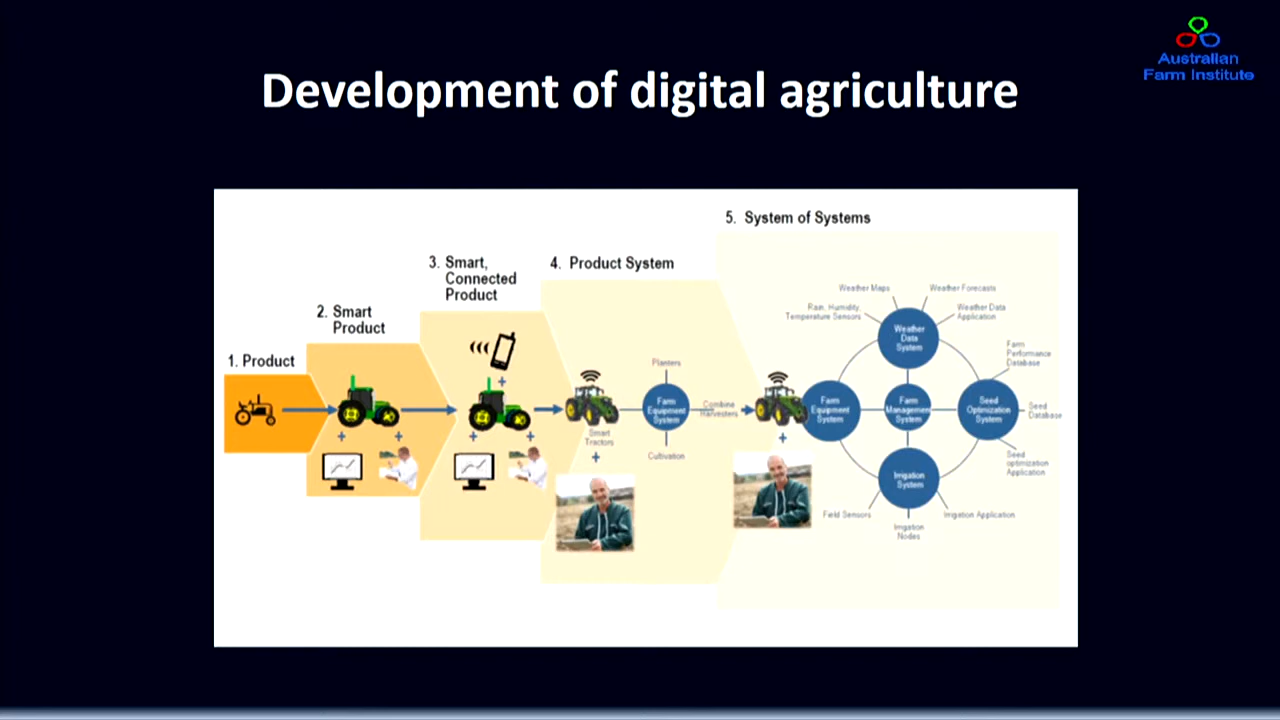 Australian
Farm Institute
Development of digital agriculture
1. Product
2. Smart
Product
3. Smart,
Connected
Product
4. Product System
5. System of Systems
Planters
Farm
Equipment
System
Combine
Harvesters
Smart
Tractors
Cultivation
Weather Maps
Weather Forecasts
Rain, Humidity,
Temperature Sensors
Weather Data
Application
Weather
Data
System
Farm
Performance
Database
Farm
Equipment
System
Farm
Management
System
Seed
Optimization
System
Seed
Database
Seed
optimization
Application
Irrigation
System
Field Sensors
Irrigation
Nodes
Irrigation Application